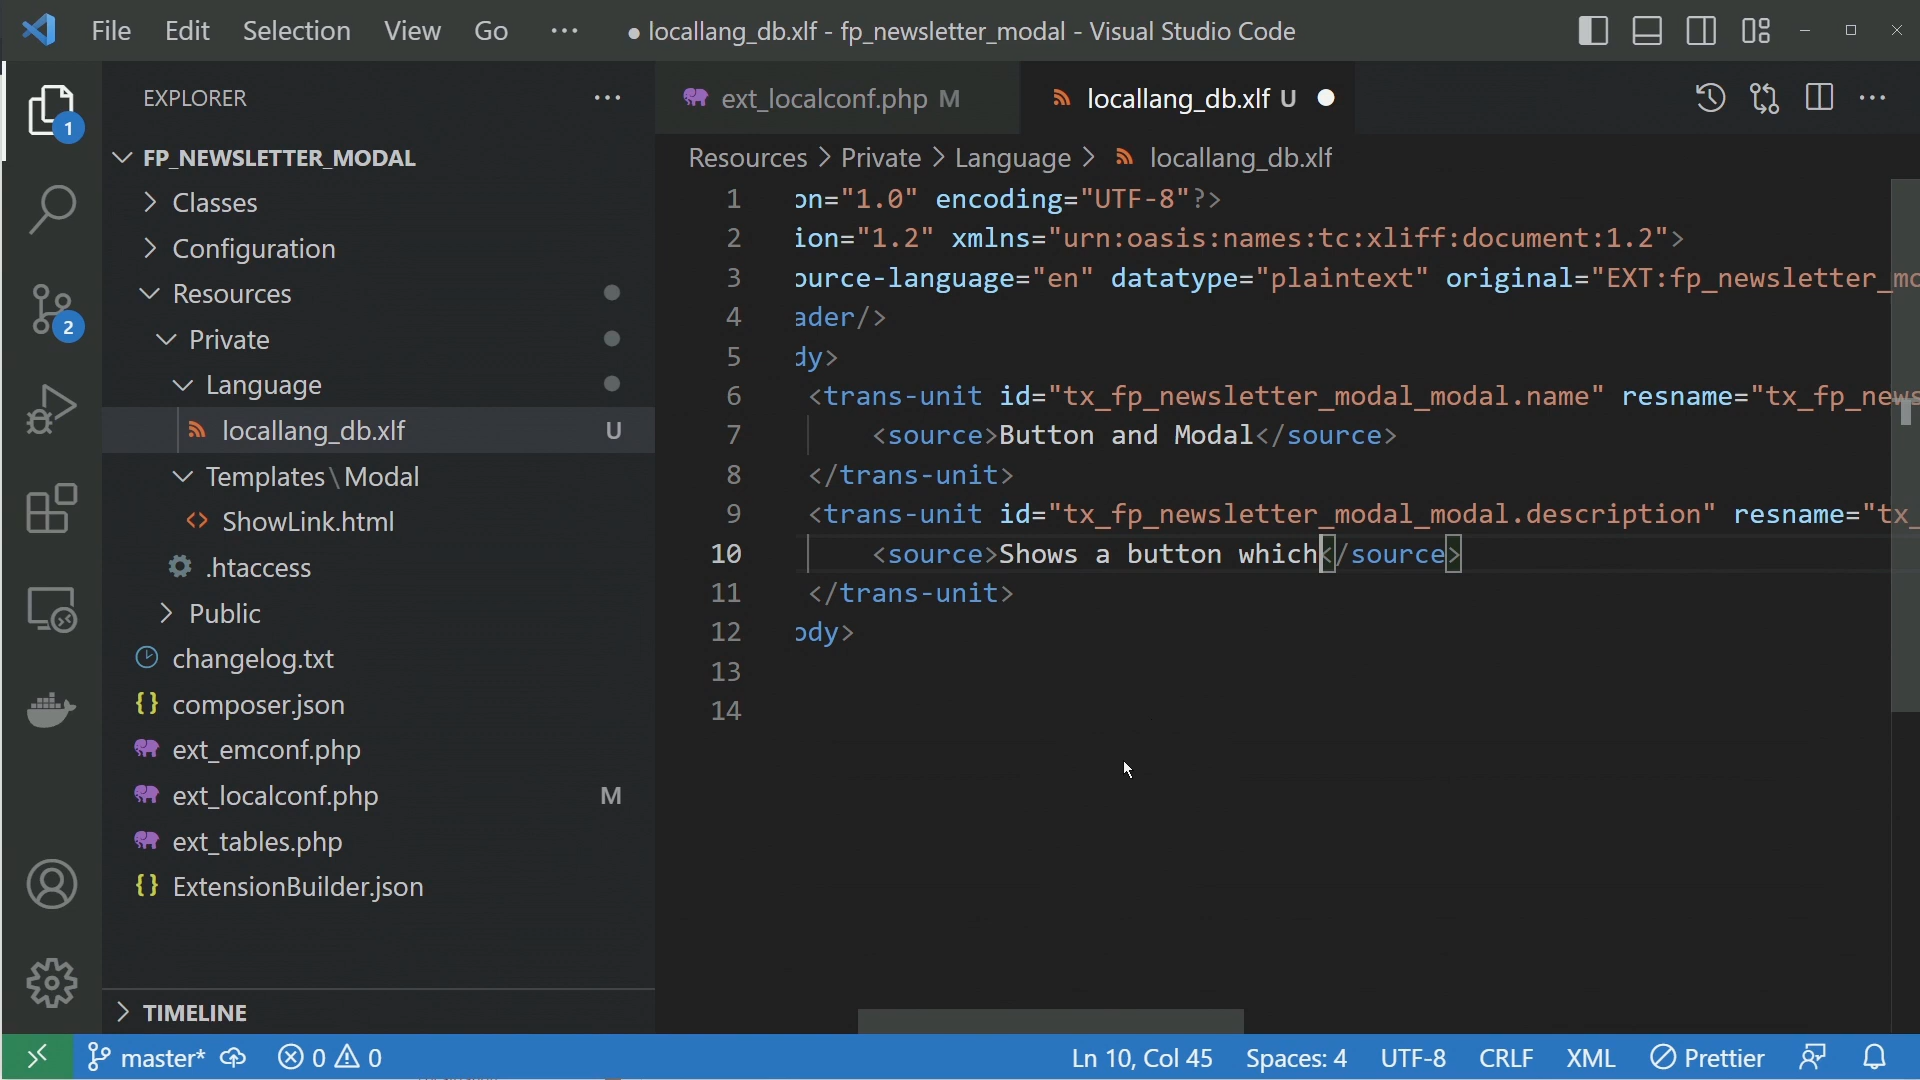 File Edit Selection View Go ··· ● locallang_db.xlf - fp_newsletter_modal - Visual Studio Code
EXPLORER ···
1
FP_NEWSLETTER_MODAL
Classes
Configuration
Resources
2
Private
Language
locallang_db.xlf U
Templates\Modal
<> ShowLink.html
.htaccess
Public
changelog.txt
{} composer.json
ext_emconf.php
ext_localconf.php M
ext_tables.php
{} ExtensionBuilder.json
TIMELINE
ext_localconf.php M
locallang_db.xlf U ●
Resources > Private > Language > locallang_db.xlf
1 on="1.0" encoding="UTF-8"?>
2 ion="1.2" xmlns="urn:oasis:names:tc:xliff:document:1.2">
3 ource-language="en" datatype="plaintext" original="EXT:fp_newsletter_mo
4 ader/>
5 dy>
6 <trans-unit id="tx_fp_newsletter_modal_modal.name" resname="tx_fp_news
7 <source>Button and Modal</source>
8 </trans-unit>
9 <trans-unit id="tx_fp_newsletter_modal_modal.description" resname="tx_
10 <source>Shows a button which</source>
11 </trans-unit>
12 ody>
13
14
master* 0 0 Ln 10, Col 45 Spaces: 4 UTF-8 CRLF XML Prettier